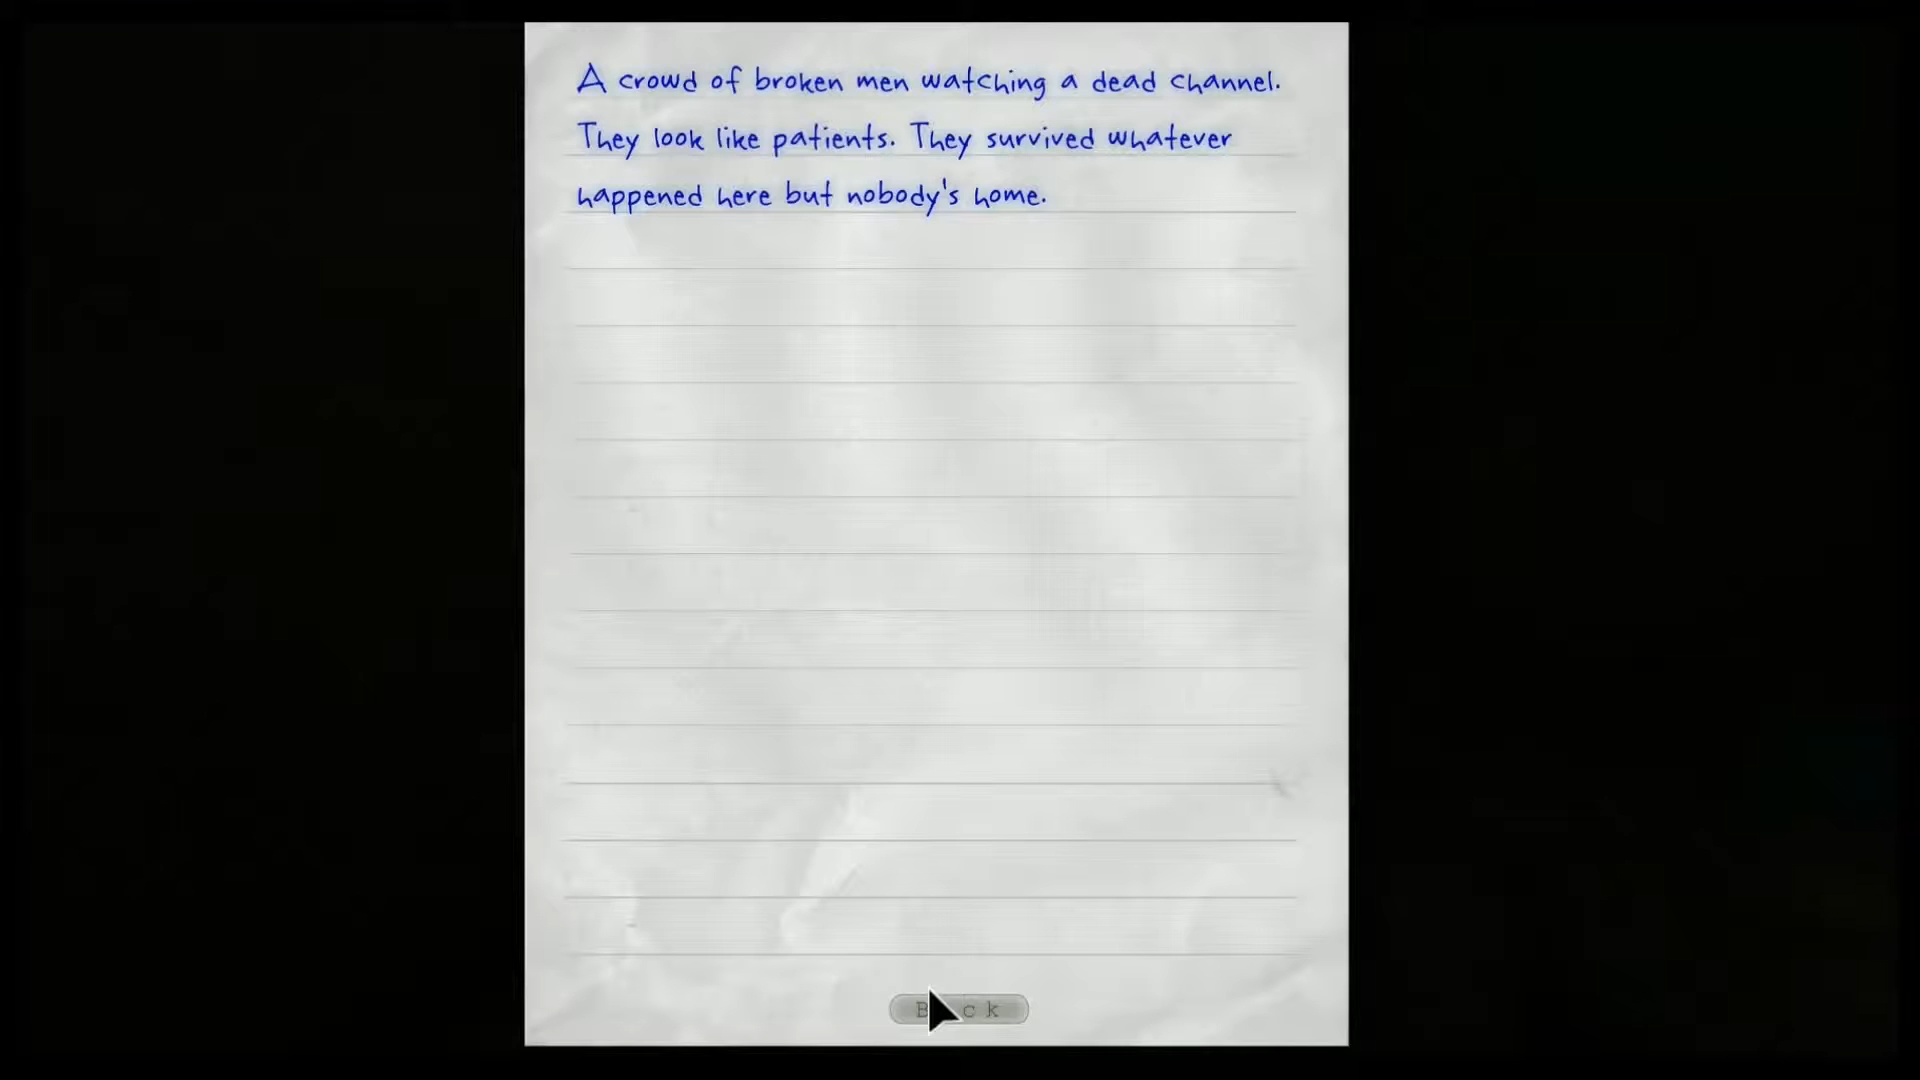 A crowd of broken men watching a dead channel.
They look like patients. They survived whatever
happened here but nobody's home.